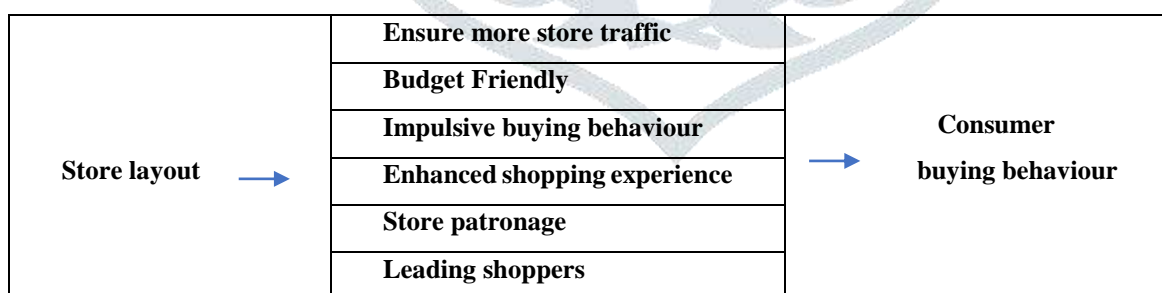 Store layout
Ensure more store traffic
Budget Friendly
Impulsive buying behaviour
Enhanced shopping experience
Store patronage
Leading shoppers
Consumer
buying behaviour